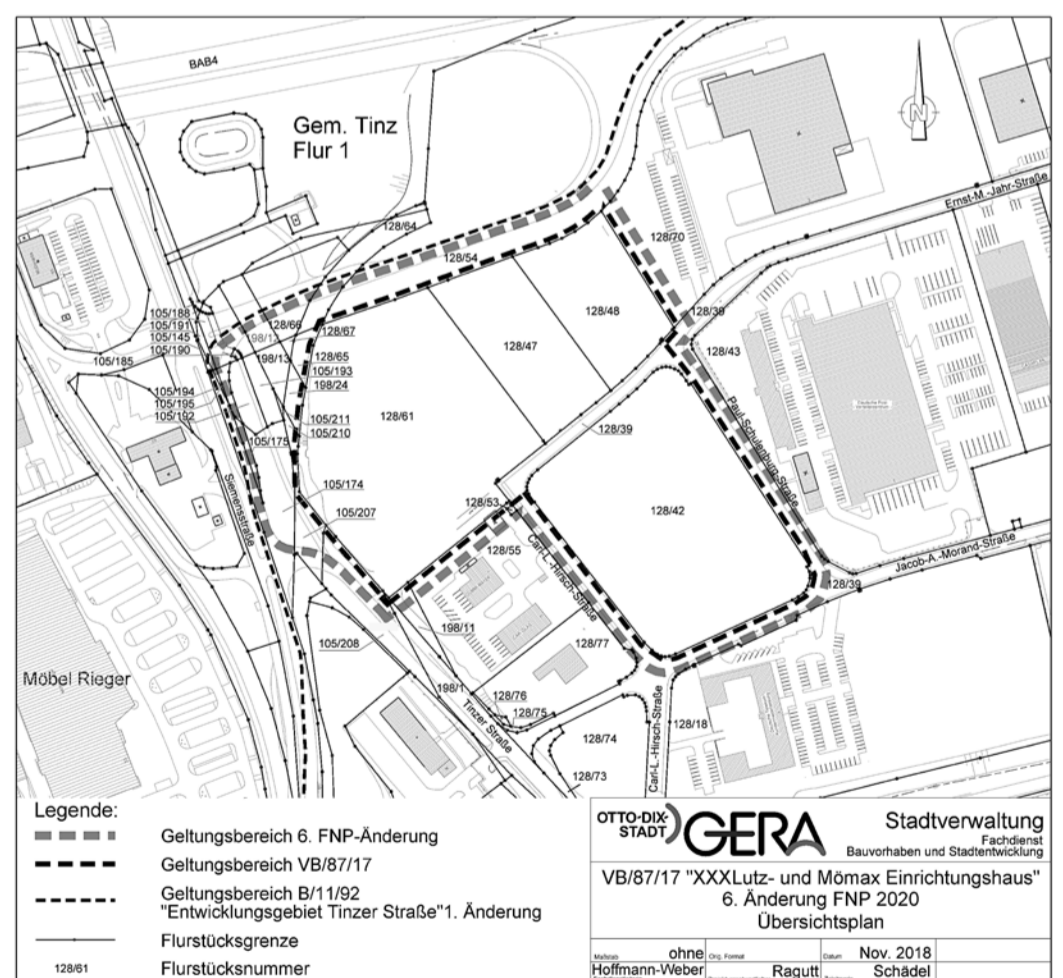 BAB4
Gem. Tinz
Flur 1
N
Ernst-M.-Jahr-Straße
128/64
128/70
128/54
128/48
128/39
105/188
105/191
105/145
105/190
105/185
128/66
198/12
198/13
128/67
128/65
105/193
198/24
128/47
128/43
105/194
105/195
105/192
105/175
105/211
105/210
128/61
128/39
Paul-Schulenburg-Straße
Siemensstraße
105/174
105/207
128/53
128/42
128/55
Carl-L.-Hirsch-Straße
Jacob-A.-Morand-Straße
128/39
105/208
198/11
128/77
Möbel Rieger
198/1
128/76
128/75
Tinzer Straße
128/74
128/73
Carl-L.-Hirsch-Straße
128/18
Legende:
Geltungsbereich 6. FNP-Änderung
Geltungsbereich VB/87/17
Geltungsbereich B/11/92
"Entwicklungsgebiet Tinzer Straße"1. Änderung
Flurstücksgrenze
128/61 Flurstücksnummer
OTTO-DIX-
STADT
GERA
Stadtverwaltung
Fachdienst
Bauvorhaben und Stadtentwicklung
VB/87/17 "XXXLutz- und Mömax Einrichtungshaus"
6. Änderung FNP 2020
Übersichtsplan
Maßstab ohne Org. Format Datum Nov. 2018
Hoffmann-Weber Ragutt Schädel